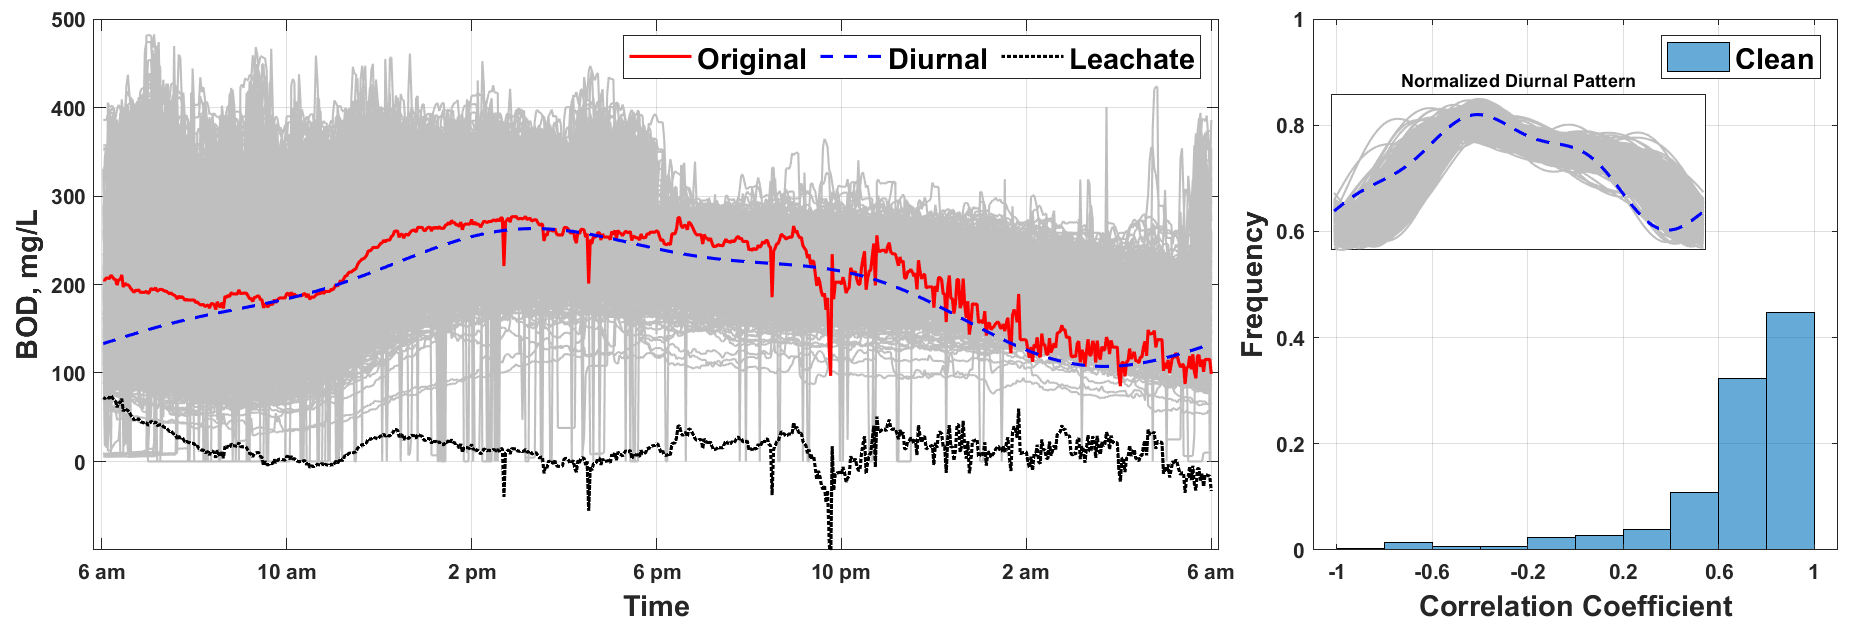 500
400
300
200
100
0
BOD, mg/L
Original Diurnal Leachate
6 am 10 am 2 pm 6 pm 10 pm 2 am 6 am
Time
1
0.8
0.6
0.4
0.2
0
Frequency
Clean
Normalized Diurnal Pattern
-1 -0.6 -0.2 0.2 0.6 1
Correlation Coefficient